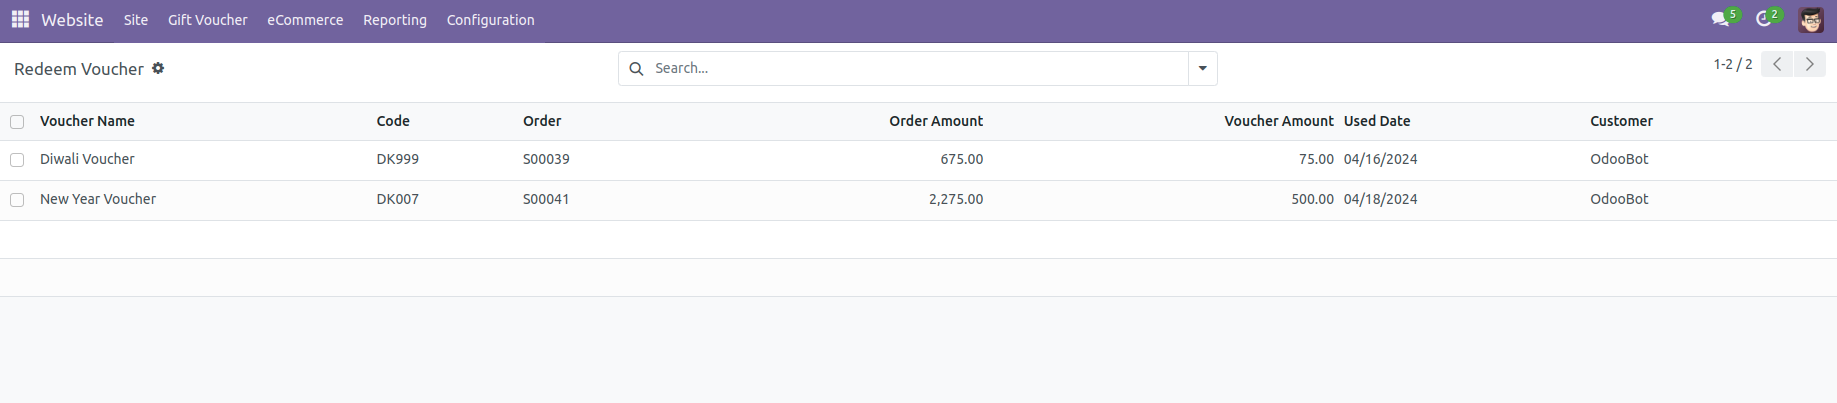 Website Site Gift Voucher eCommerce Reporting Configuration 5 2
Redeem Voucher Search... 1-2 / 2
Voucher Name Code Order Order Amount Voucher Amount Used Date Customer
Diwali Voucher DK999 S00039 675.00 75.00 04/16/2024 OdooBot
New Year Voucher DK007 S00041 2,275.00 500.00 04/18/2024 OdooBot